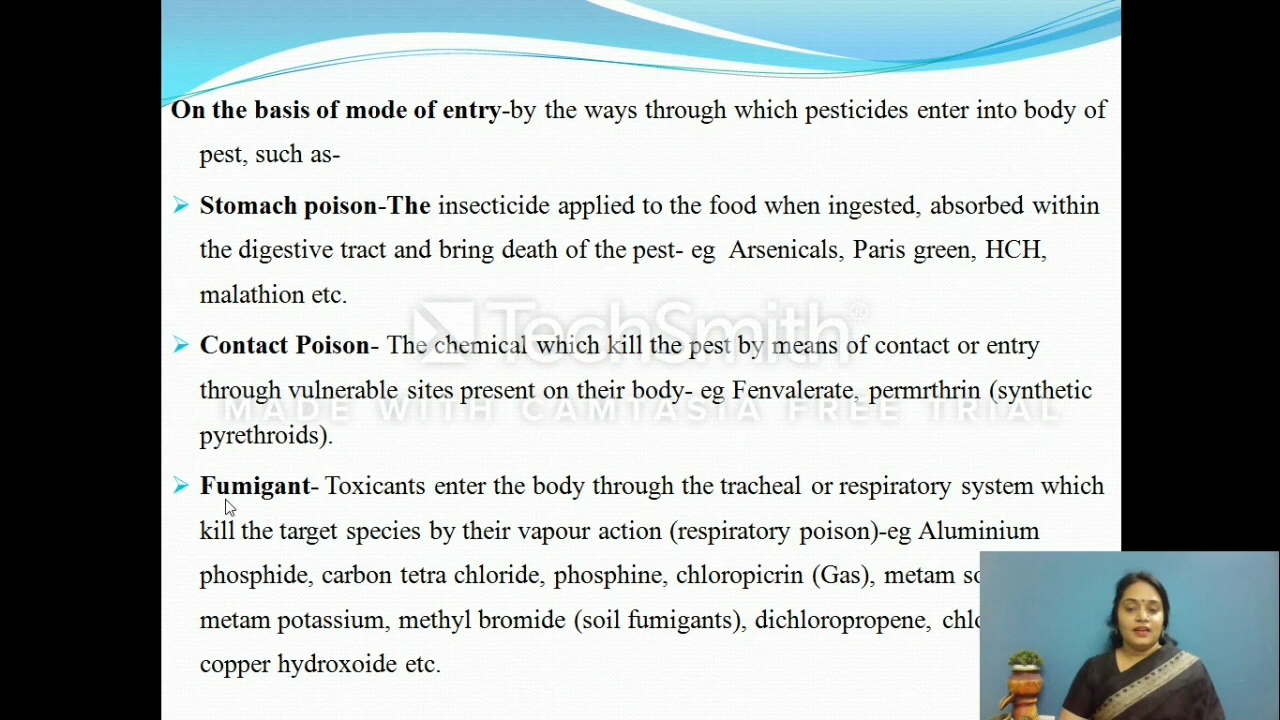 On the basis of mode of entry-by the ways through which pesticides enter into body of
pest, such as-
Stomach poison-The insecticide applied to the food when ingested, absorbed within
the digestive tract and bring death of the pest- eg Arsenicals, Paris green, HCH,
malathion etc.
TechSmith®
Contact Poison- The chemical which kill the pest by means of contact or entry
through vulnerable sites present on their body- eg Fenvalerate, permrthrin (synthetic
MADE WITH CAMTASIA FREE TRIAL
pyrethroids).
Fumigant- Toxicants enter the body through the tracheal or respiratory system which
kill the target species by their vapour action (respiratory poison)-eg Aluminium
phosphide, carbon tetra chloride, phosphine, chloropicrin (Gas), metam
metam potassium, methyl bromide (soil fumigants), dichloropropene,
copper hydroxoide etc.